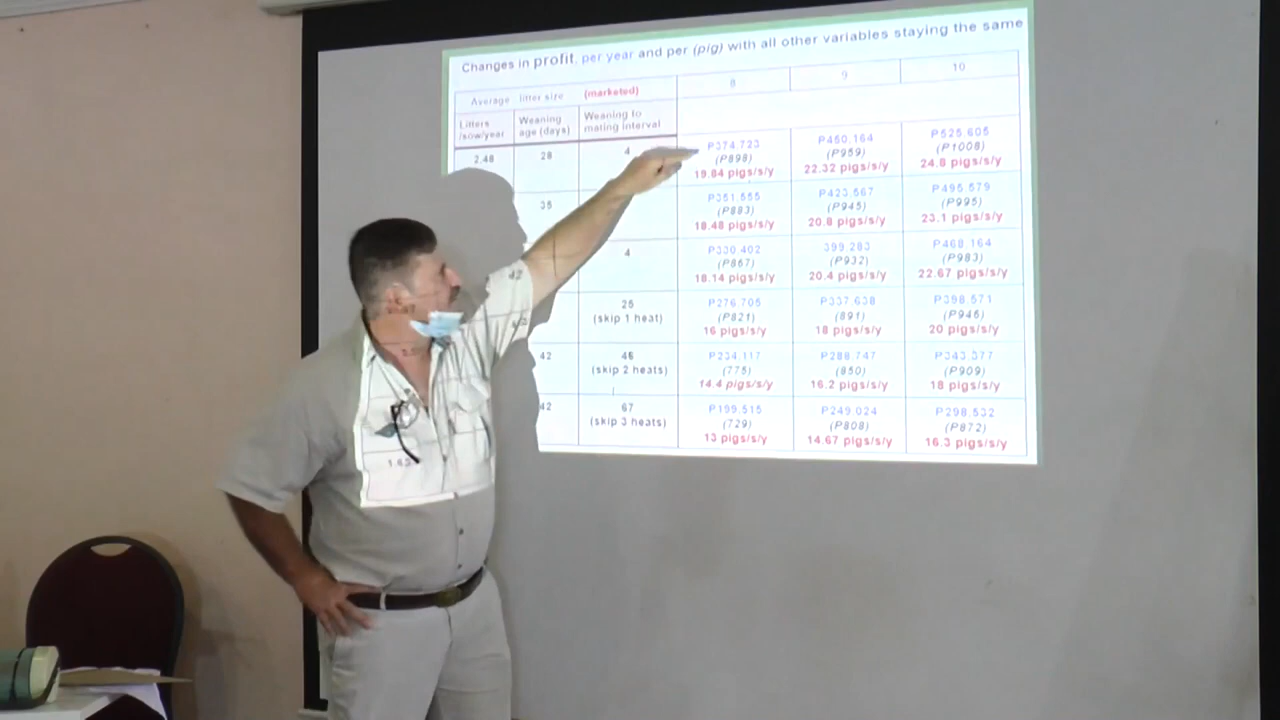 Changes in profit, per year and per (pig) with all other variables staying the same
Average litter size (marketed) 8 9 10
Litters /sow/year Weaning age (days) Weaning to mating interval
2.48 28 4 P374.723 P450.164 P525.605
(P898) (P959) (P1008)
19.84 pigs/s/y 22.32 pigs/s/y 24.8 pigs/s/y
35 P351.555 P423.567 P495.579
(P883) (P945) (P995)
18.48 pigs/s/y 20.8 pigs/s/y 23.1 pigs/s/y
42 4 P330.402 399.283 P468.164
(P867) (P932) (P983)
18.14 pigs/s/y 20.4 pigs/s/y 22.67 pigs/s/y
25 P276.705 P337.638 P398.571
(skip 1 heat) (P821) (891) (P946)
16 pigs/s/y 18 pigs/s/y 20 pigs/s/y
42 46 P234.117 P288.747 P343.377
(skip 2 heats) (775) (850) (P909)
14.4 pigs/s/y 16.2 pigs/s/y 18 pigs/s/y
42 67 P199.515 P249.024 P298.532
(skip 3 heats) (729) (P808) (P872)
1.63 13 pigs/s/y 14.67 pigs/s/y 16.3 pigs/s/y